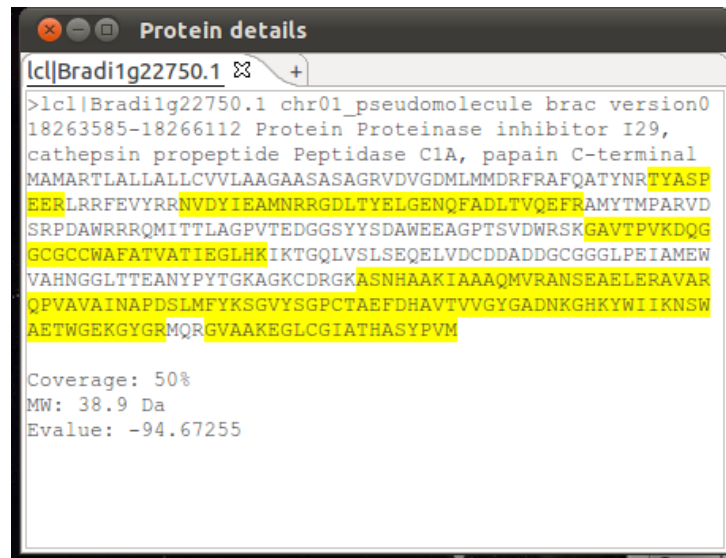 Protein details
lcl|Bradi1g22750.1
>lcl|Bradi1g22750.1 chr01_pseudomolecule brac version0
18263585-18266112 Protein Proteinase inhibitor I29,
cathepsin propeptide Peptidase C1A, papain C-terminal
MAMARTLALLALLCVVLAAGAASASAGRVDVGDMLMMDRFRAFQATYNRTYASP
EERLRRFEVYRRNVDYIEAMNRRGDLTYELGENQFADLTVQEFRAMYTMPARVD
SRPDAWRRRQMITTLAGPVTEDGGSYYSDAWEEAGPTSVDWRSKGAVTPVKDQG
GCGCCWAFATVATIEGLHKIKTGQLVSLSEQELVDCDDADDGCGGGLPEIAMEW
VAHNGGLTTEANYPYTGKAGKCDRGKASNHAAKIAAAQMVRANSEAELERAVAR
QPVAVAINAPDSLMFYKSGVYSGPCTAEFDHAVTVVGYGADNKGHKYWIIKNSW
AETWGEKGYGRMQRGVAAKEGLCGIATHASYPVM
Coverage: 50%
MW: 38.9 Da
Evalue: -94.67255